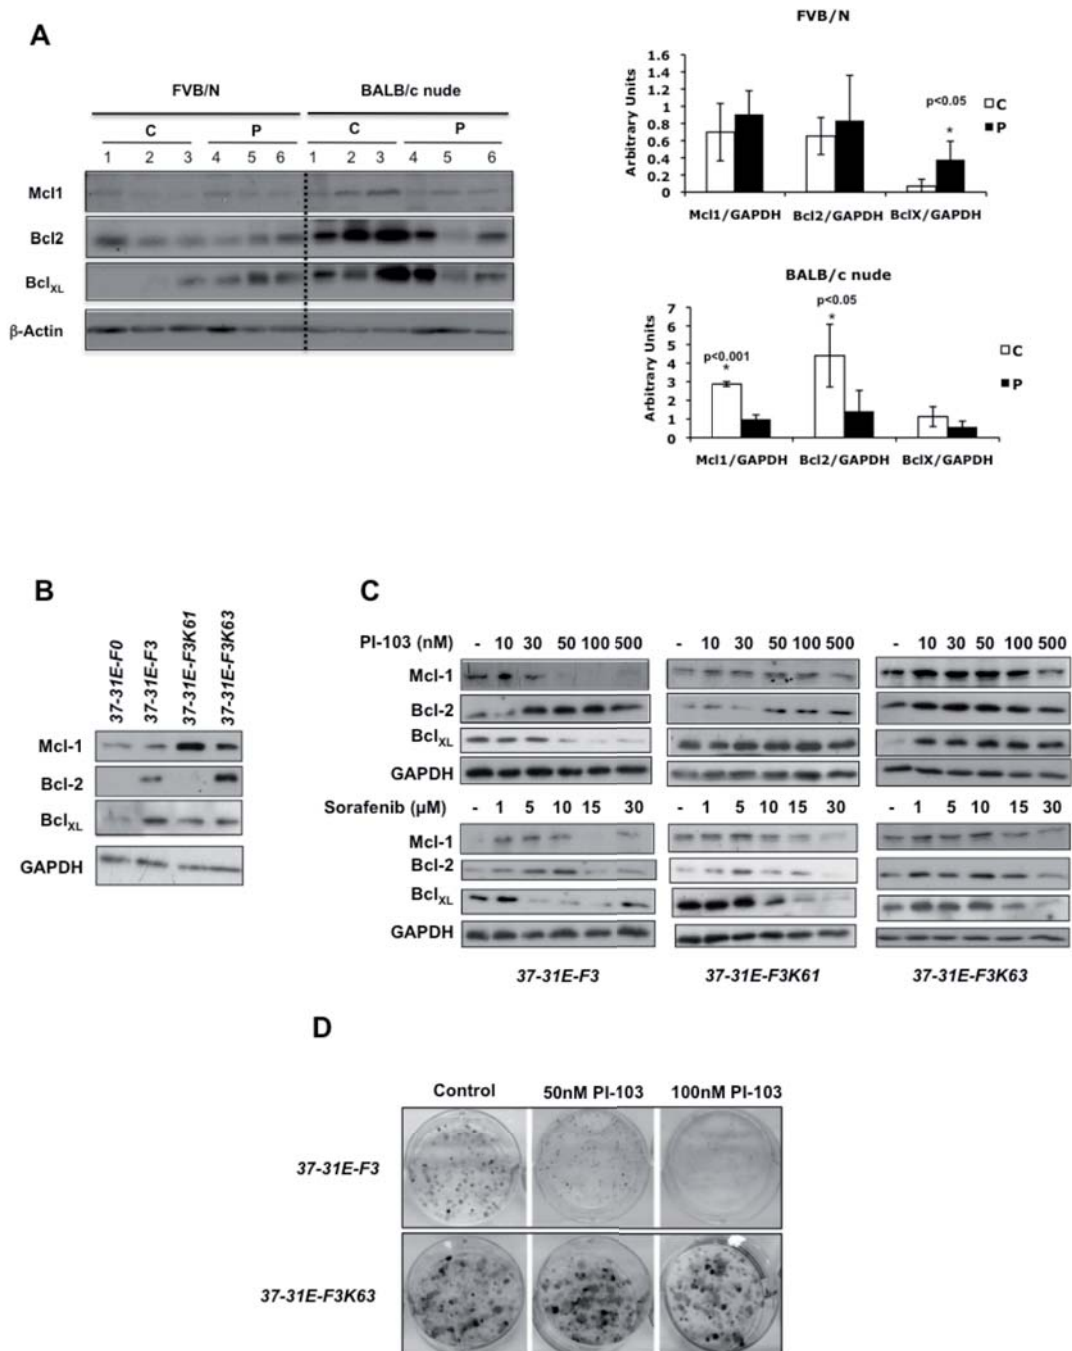 A
FVB/N BALB/c nude
C P C P
1 2 3 4 5 6 1 2 3 4 5 6
Mcl1
Bcl2
BclXL
β-Actin
FVB/N
Arbitrary Units
1.6
1.4
1.2
1
0.8
0.6
0.4
0.2
0
p<0.05
*
C
P
Mcl1/GAPDH Bcl2/GAPDH BclX/GAPDH
BALB/c nude
Arbitrary Units
7
6
5
4
3
2
1
0
p<0.05
*
p<0.001
*
C
P
Mcl1/GAPDH Bcl2/GAPDH BclX/GAPDH
B
37-31E-F0
37-31E-F3
37-31E-F3K61
37-31E-F3K63
Mcl-1
Bcl-2
BclXL
GAPDH
C
PI-103 (nM) - 10 30 50 100 500 - 10 30 50 100 500 - 10 30 50 100 500
Mcl-1
Bcl-2
BclXL
GAPDH
Sorafenib (µM) - 1 5 10 15 30 - 1 5 10 15 30 - 1 5 10 15 30
Mcl-1
Bcl-2
BclXL
GAPDH
37-31E-F3 37-31E-F3K61 37-31E-F3K63
D
Control 50nM PI-103 100nM PI-103
37-31E-F3
37-31E-F3K63